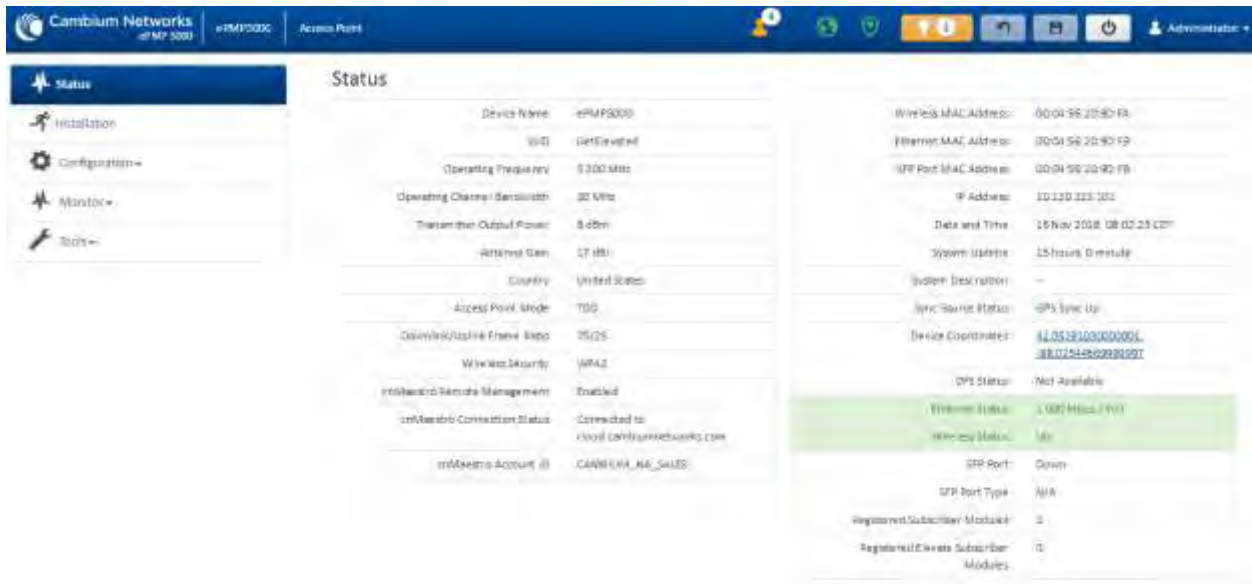 Cambium Networks
ePMP 5000
ePMP5000
Access Point
4
1
Administrator
Status
Installation
Configuration
Monitor
Tools
Status
Device Name ePMP5000
SSID GetElevated
Operating Frequency MHz
Operating Channel Bandwidth MHz
Transmitter Output Power 8 dBm
Antenna Gain 17 dBi
Country United States
Access Point Mode TDD
Downlink/Uplink Frame Ratio
Wireless Security WPA2
cnMaestro Remote Management Enabled
cnMaestro Connection Status Connected to
cloud.cambiumnetworks.com
cnMaestro Account ID
Wireless MAC Address
Ethernet MAC Address
SFP Port MAC Address
IP Address
Date and Time Nov
System Uptime 15 hours, 0 minute
System Description --
Sync Source Status GPS Sync Up
Device Coordinates
DFS Status Not Available
Ethernet Status
Wireless Status Up
SFP Port Down
SFP Port Type N/A
Registered Subscriber Modules
Registered Elevate Subscriber 0
Modules